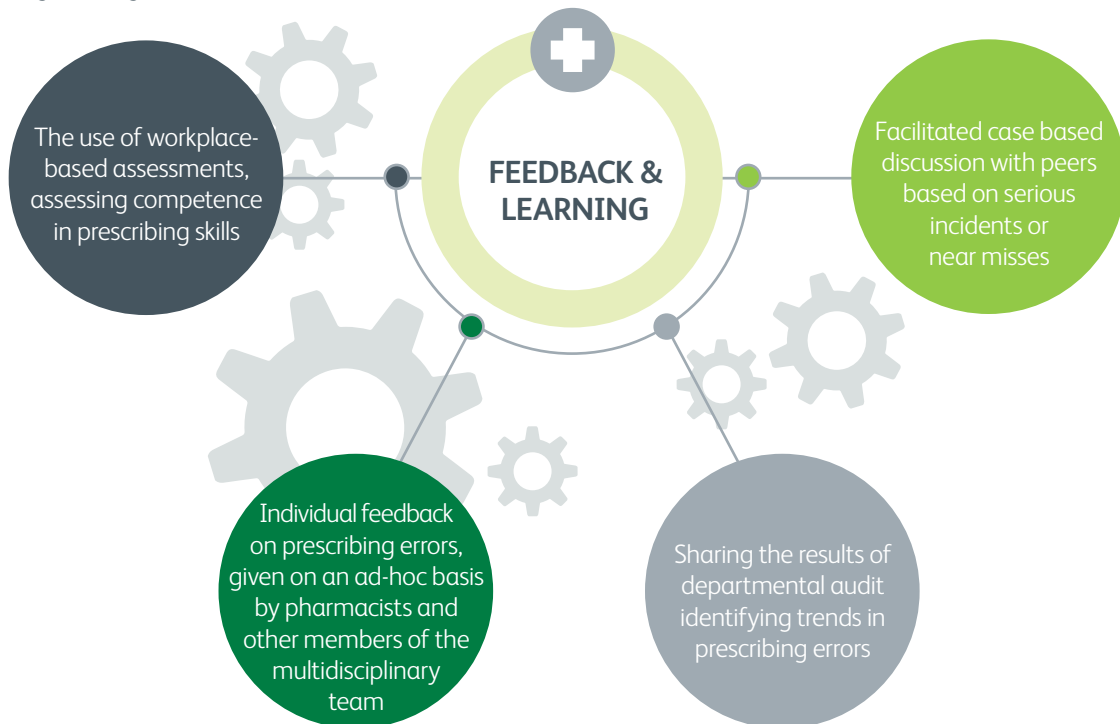 The use of workplace-
based assessments,
assessing competence
in prescribing skills
FEEDBACK &
LEARNING
Facilitated case based
discussion with peers
based on serious
incidents or
near misses
Individual feedback
on prescribing errors,
given on an ad-hoc basis
by pharmacists and
other members of the
multidisciplinary
team
Sharing the results of
departmental audit
identifying trends in
prescribing errors